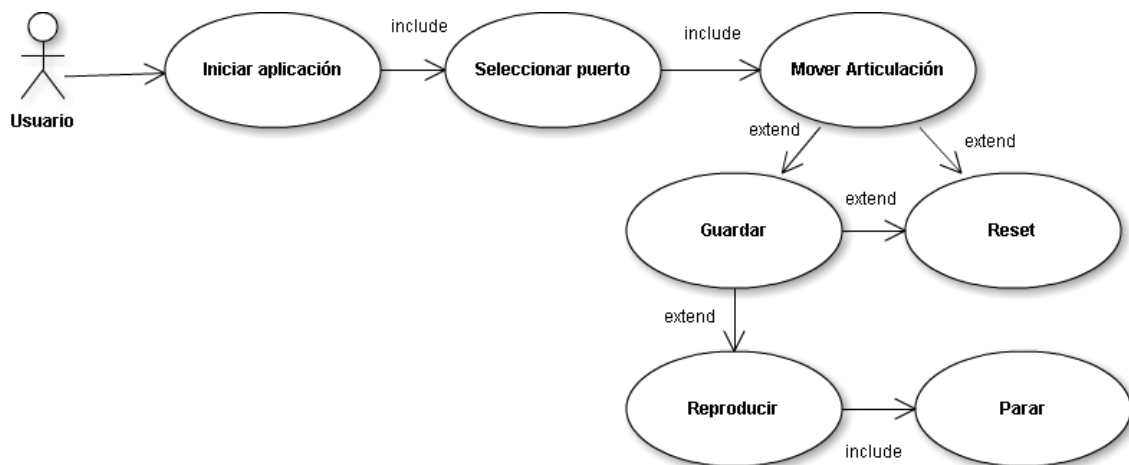 include
include
Iniciar aplicación
Seleccionar puerto
Mover Articulación
Usuario
extend
extend
extend
Guardar
Reset
extend
Reproducir
Parar
include